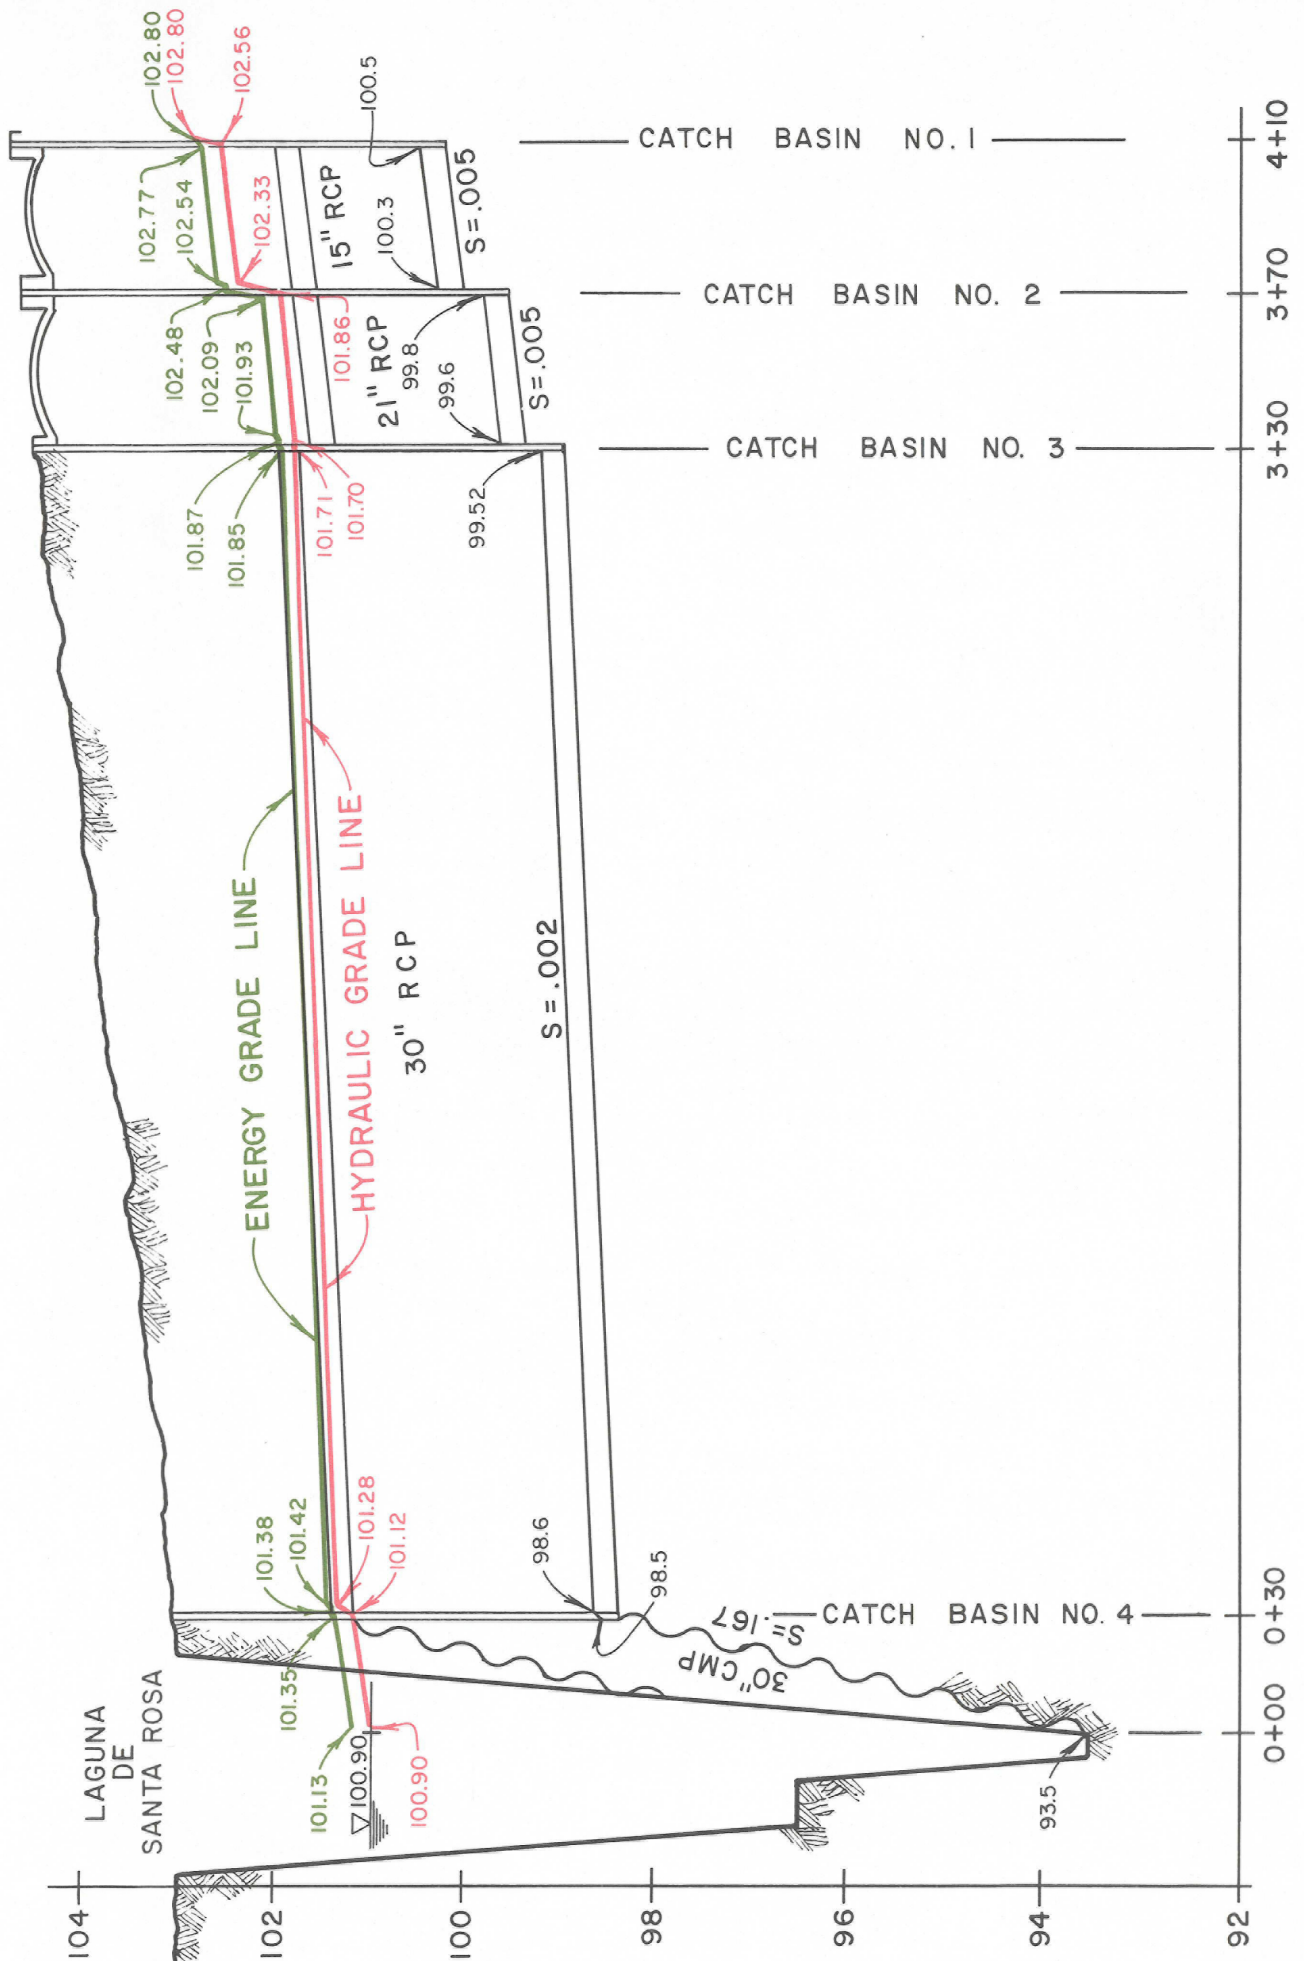 LAGUNA
DE
SANTA ROSA
104
102
100
98
96
94
92
101.13
▽ 100.90
100.90
93.5
101.35
101.38
101.42
101.28
101.12
98.6
98.5
S=.167
30" CMP
ENERGY GRADE LINE
HYDRAULIC GRADE LINE
30" RCP
S=.002
101.87
101.85
101.71
101.70
99.52
102.48
102.09
101.93
101.86
21" RCP
99.8
99.6
S=.005
102.77
102.54
102.33
15" RCP
100.3
S=.005
102.80
102.80
102.56
100.5
CATCH BASIN NO. 1
CATCH BASIN NO. 2
CATCH BASIN NO. 3
CATCH BASIN NO. 4
0+00
0+30
3+30
3+70
4+10